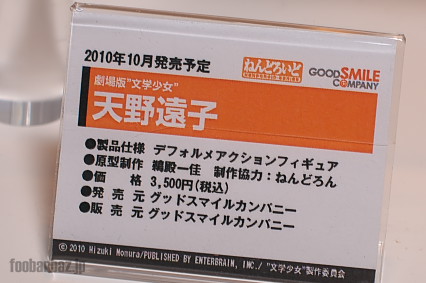 2010年10月発売予定
ねんどろいど
GOODSMILE
COMPANY
劇場版"文学少女"
天野遠子
●製品仕様 デフォルメアクションフィギュア
●原型制作 鵜殿一佳 制作協力:ねんどろん
●価 格 3,500円(税込)
●発 売 元 グッドスマイルカンパニー
●販 売 元 グッドスマイルカンパニー
© 2010 Mizuki Nomura/PUBLISHED BY ENTERBRAIN, INC./ "文学少女"製作委員会
foobarbaz.jp